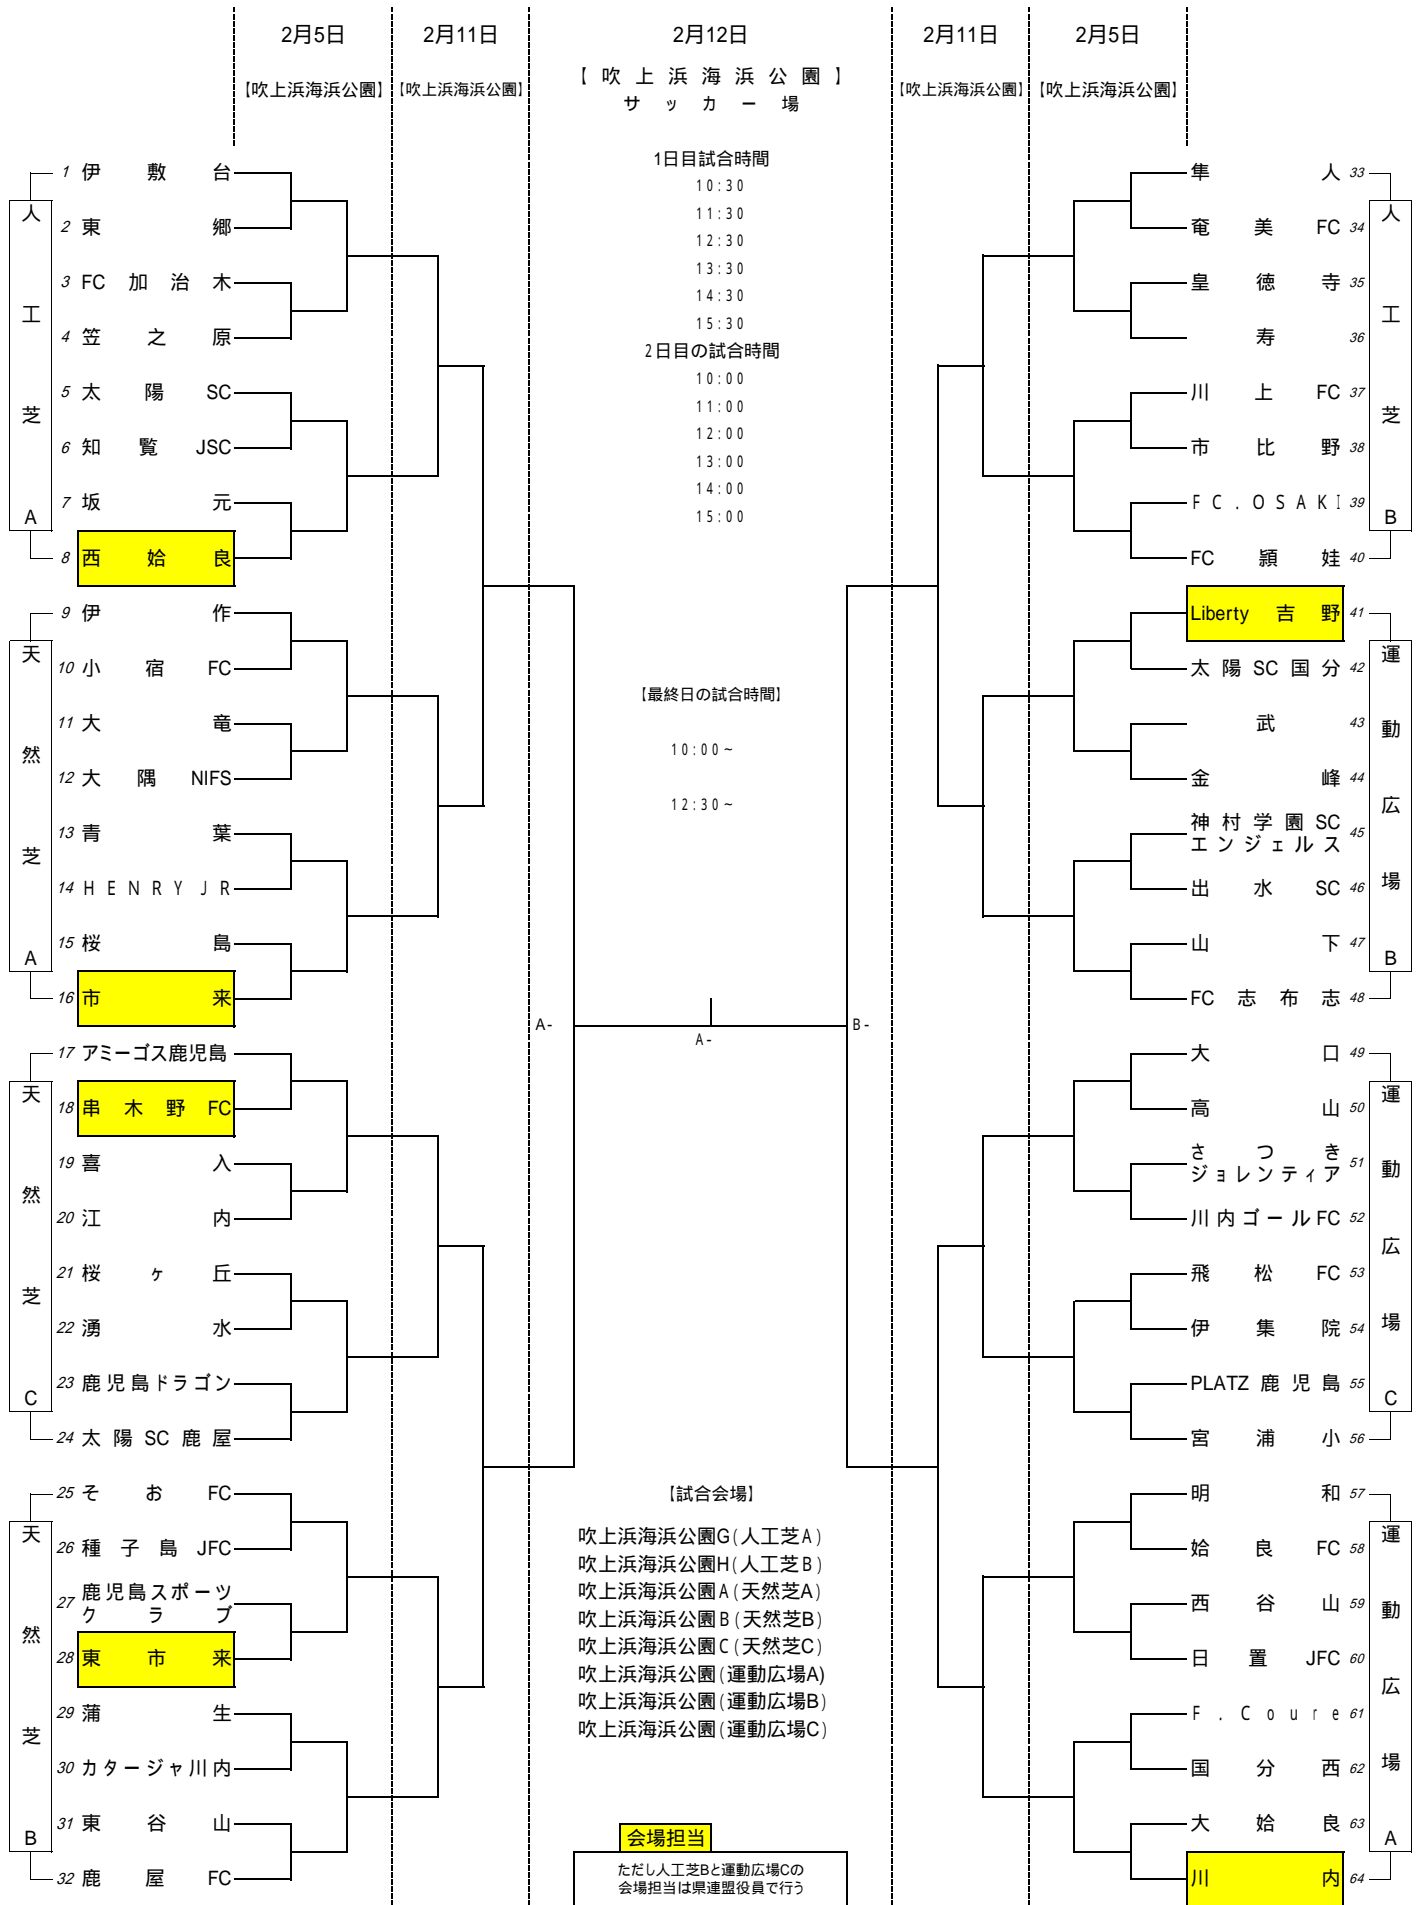 2月5日 2月11日 2月12日 2月11日 2月5日
【吹上浜海浜公園】 【吹上浜海浜公園】 【吹上浜海浜公園】 【吹上浜海浜公園】 【吹上浜海浜公園】
サッカー場
1日目試合時間
10:30
11:30
12:30
13:30
14:30
15:30
2日目の試合時間
10:00
11:00
12:00
13:00
14:00
15:00
【最終日の試合時間】
10:00~
12:30~
人工芝A
1 伊敷台
2 東郷
3 FC加治木
4 笠之原
5 太陽SC
6 知覧JSC
7 坂元
8 西姶良
天然芝A
9 伊作
10 小宿FC
11 大竜
12 大隅NIFS
13 青葉
14 HENRY JR
15 桜島
16 市来
天然芝C
17 アミーゴス鹿児島
18 串木野FC
19 喜入
20 江内
21 桜ヶ丘
22 湧水
23 鹿児島ドラゴン
24 太陽SC鹿屋
天然芝B
25 そおFC
26 種子島JFC
27 鹿児島スポーツ
クラブ
28 東市来
29 蒲生
30 カタージャ川内
31 東谷山
32 鹿屋FC
A-
A-
B-
人工芝B
隼人 33
奄美FC 34
皇徳寺 35
寿 36
川上FC 37
市比野 38
FC.OSAKI 39
FC頴娃 40
運動広場B
Liberty吉野 41
太陽SC国分 42
武 43
金峰 44
神村学園SC
エンジェルス 45
出水SC 46
山下 47
FC志布志 48
運動広場C
大口 49
高山 50
さつき
ジョレンティア 51
川内ゴールFC 52
飛松FC 53
伊集院 54
PLATZ鹿児島 55
宮浦小 56
運動広場A
明和 57
姶良FC 58
西谷山 59
日置JFC 60
F.Coure 61
国分西 62
大姶良 63
川内 64
【試合会場】
吹上浜海浜公園G(人工芝A)
吹上浜海浜公園H(人工芝B)
吹上浜海浜公園A(天然芝A)
吹上浜海浜公園B(天然芝B)
吹上浜海浜公園C(天然芝C)
吹上浜海浜公園(運動広場A)
吹上浜海浜公園(運動広場B)
吹上浜海浜公園(運動広場C)
会場担当
ただし人工芝Bと運動広場Cの
会場担当は県連盟役員で行う